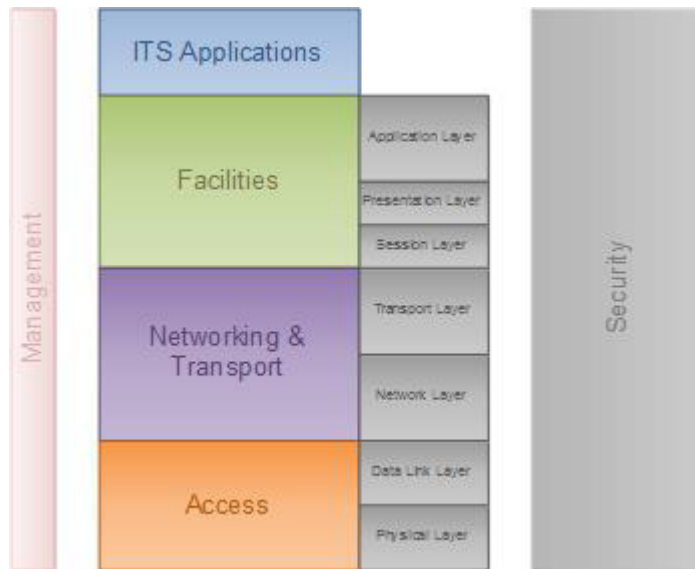 ITS Applications
Facilities
Application Layer
Presentation Layer
Session Layer
Networking &
Transport
Transport Layer
Network Layer
Access
Data Link Layer
Physical Layer
Management
Security